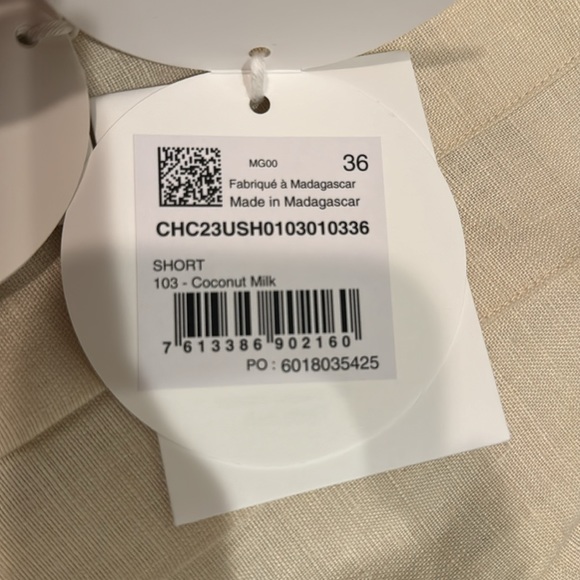 MG00 36
Fabriqué à Madagascar
Made in Madagascar
CHC23USH0103010336
SHORT
103 - Coconut Milk
7 613386 902160
PO : 6018035425